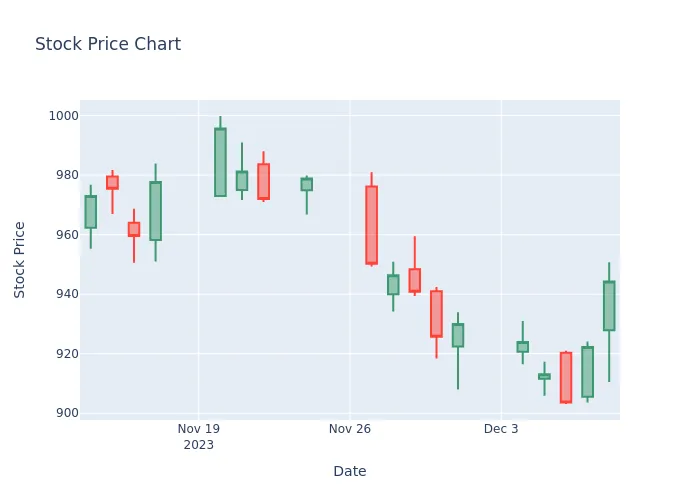 Stock Price Chart
1000
980
960
940
920
900
Stock Price
Nov 19
2023
Nov 26
Dec 3
Date